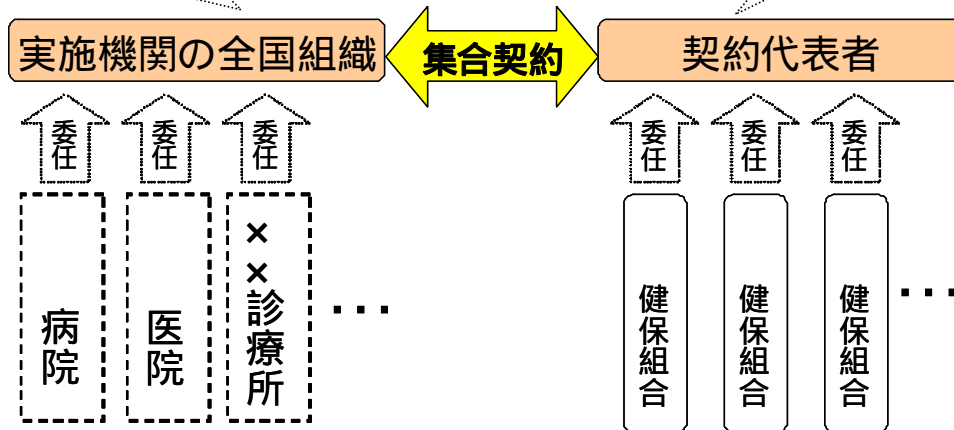 実施機関の全国組織
集合契約
契約代表者
委任
委任
委任
委任
委任
委任
病院
医院
××診療所
・・・
健保組合
健保組合
健保組合
・・・